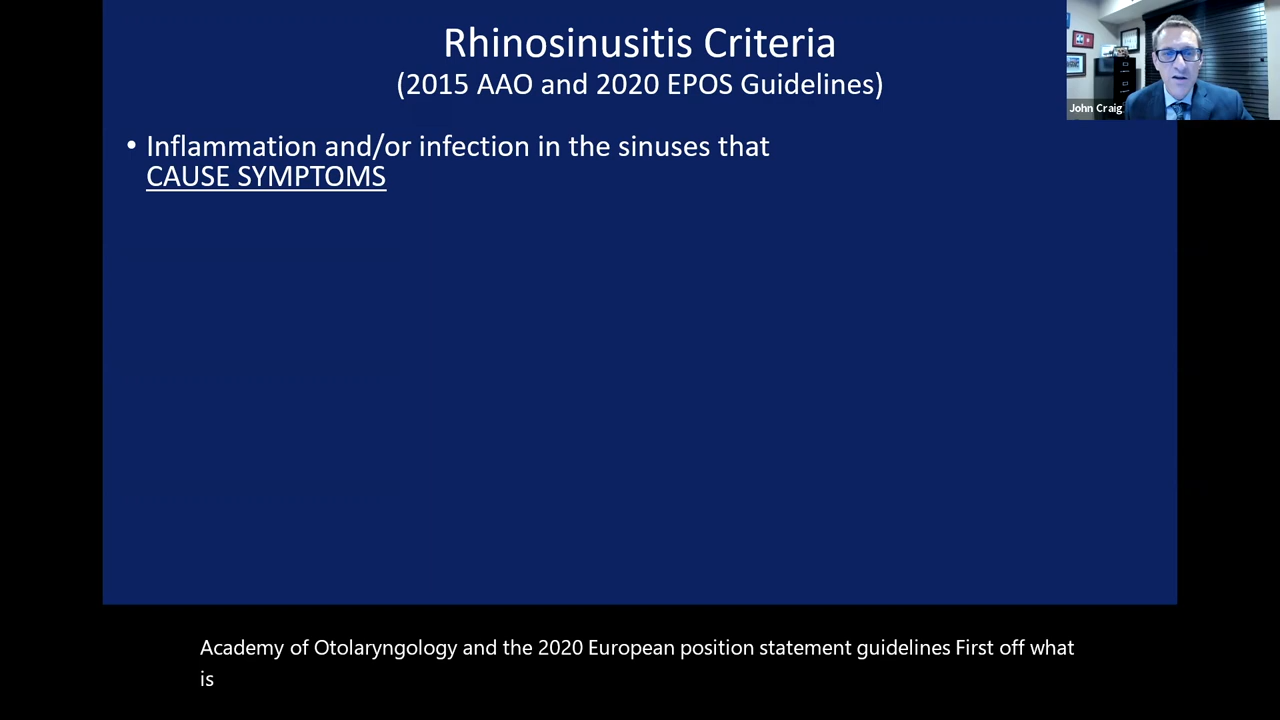 Rhinosinusitis Criteria
(2015 AAO and 2020 EPOS Guidelines)
• Inflammation and/or infection in the sinuses that
CAUSE SYMPTOMS
John Craig
Academy of Otolaryngology and the 2020 European position statement guidelines First off what
is